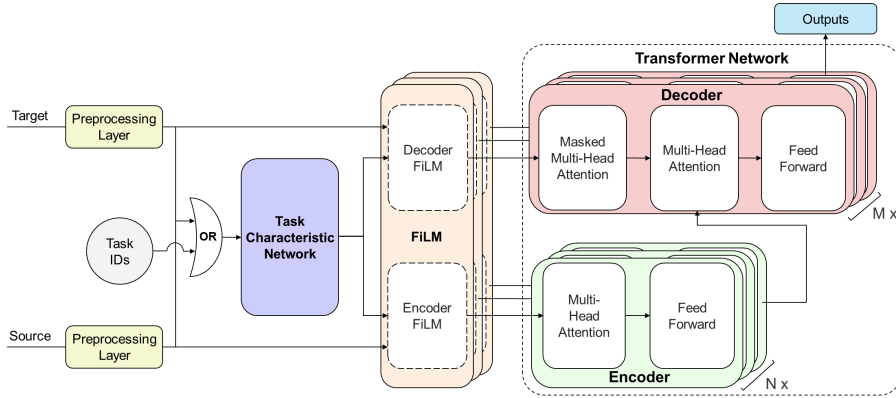 Outputs
Transformer Network
Decoder
Target
Preprocessing
Layer
Decoder
FiLM
Masked
Multi-Head
Attention
Multi-Head
Attention
Feed
Forward
M x
Task
IDs
OR
Task
Characteristic
Network
FiLM
Source
Preprocessing
Layer
Encoder
FiLM
Multi-
Head
Attention
Feed
Forward
Encoder
N x